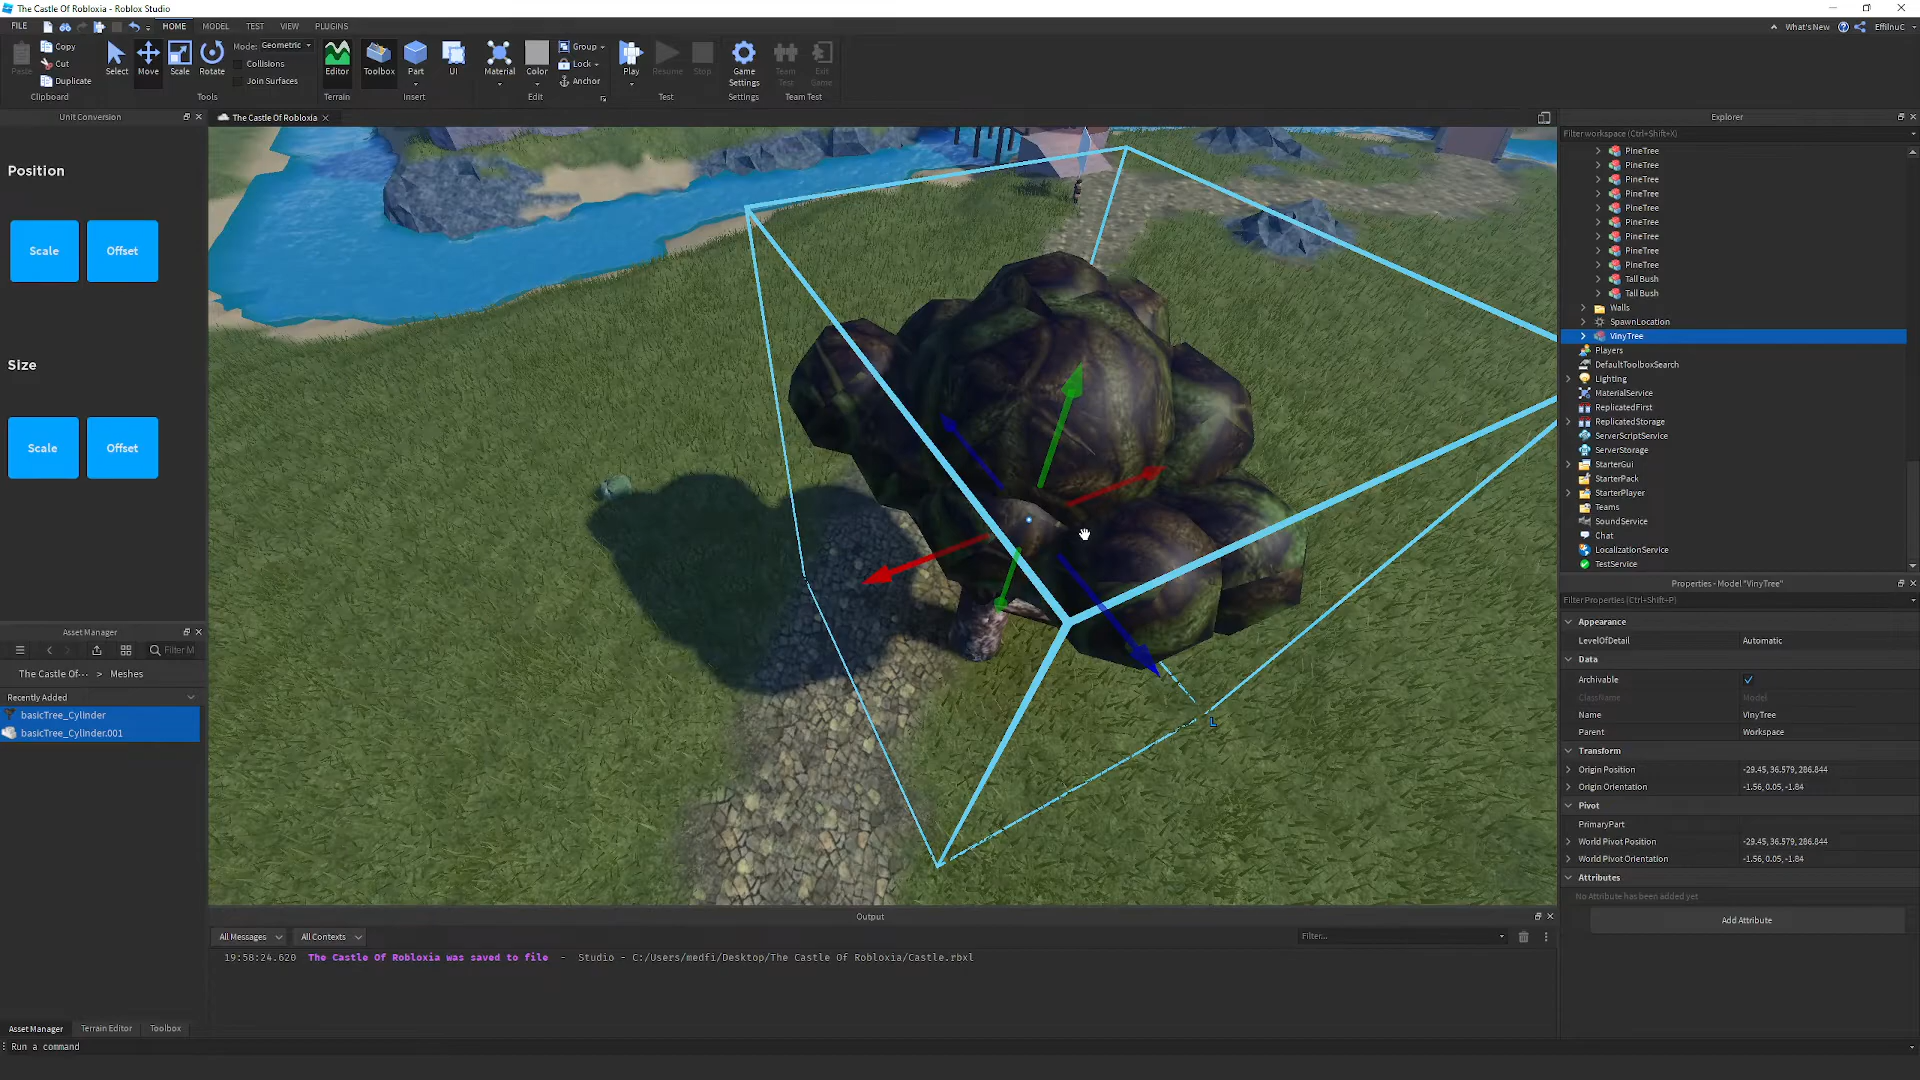 The Castle Of Robloxia - Roblox Studio
FILE
HOME
MODEL
TEST
VIEW
PLUGINS
What's New
EffilnuC
Paste
Copy
Cut
Duplicate
Clipboard
Select
Move
Scale
Rotate
Mode:
Geometric
Collisions
Join Surfaces
Tools
Editor
Terrain
Toolbox
Part
UI
Insert
Material
Color
Group
Lock
Anchor
Edit
Play
Resume
Stop
Test
Game
Settings
Settings
Team
Test
Exit
Game
Team Test
Unit Conversion
Position
Scale
Offset
Size
Scale
Offset
Asset Manager
Filter M
The Castle Of···
>
Meshes
Recently Added
basicTree_Cylinder
basicTree_Cylinder.001
Asset Manager
Terrain Editor
Toolbox
Run a command
The Castle Of Robloxia
L
Output
All Messages
All Contexts
Filter...
19:58:24.620 The Castle Of Robloxia was saved to file - Studio - C:/Users/medfi/Desktop/The Castle Of Robloxia/Castle.rbxl
Explorer
Filter workspace (Ctrl+Shift+X)
PineTree
PineTree
PineTree
PineTree
PineTree
PineTree
PineTree
PineTree
PineTree
Tall Bush
Tall Bush
Walls
SpawnLocation
VinyTree
Players
DefaultToolboxSearch
Lighting
MaterialService
ReplicatedFirst
ReplicatedStorage
ServerScriptService
ServerStorage
StarterGui
StarterPack
StarterPlayer
Teams
SoundService
Chat
LocalizationService
TestService
Properties - Model "VinyTree"
Filter Properties (Ctrl+Shift+P)
Appearance
LevelOfDetail
Automatic
Data
Archivable
ClassName
Model
Name
VinyTree
Parent
Workspace
Transform
Origin Position
-29.45, 36.579, 286.844
Origin Orientation
-1.56, 0.05, -1.84
Pivot
PrimaryPart
World Pivot Position
-29.45, 36.579, 286.844
World Pivot Orientation
-1.56, 0.05, -1.84
Attributes
No Attribute has been added yet
Add Attribute